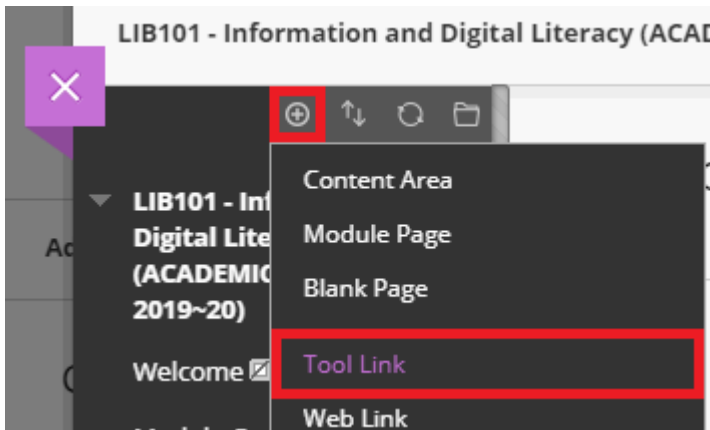 LIB101 - Information and Digital Literacy (ACAD
Content Area
LIB101 - Inf
Module Page
Digital Lite
Ad
(ACADEMIC
Blank Page
2019~20)
Tool Link
Welcome
Web Link